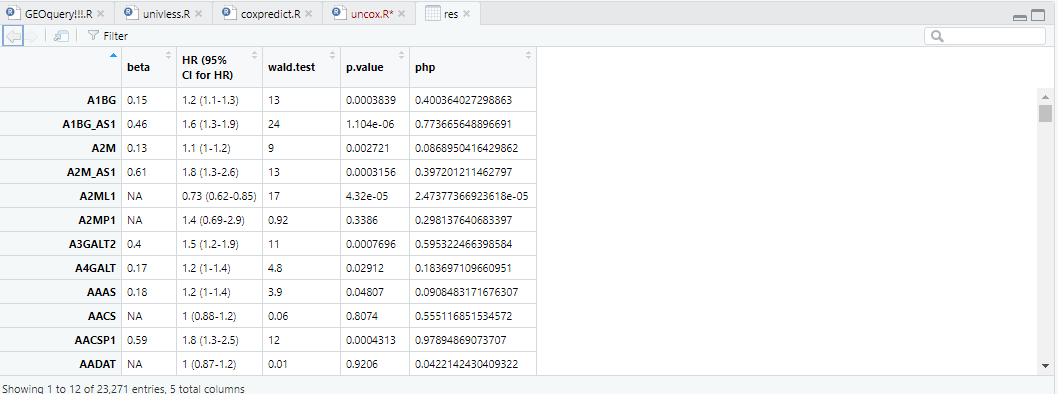 GEOquery!!!.R × univless.R × coxpredict.R × uncox.R* × res ×
Filter
beta HR (95% CI for HR) wald.test p.value php
A1BG 0.15 1.2 (1.1-1.3) 13 0.0003839 0.400364027298863
A1BG_AS1 0.46 1.6 (1.3-1.9) 24 1.104e-06 0.773665648896691
A2M 0.13 1.1 (1-1.2) 9 0.002721 0.0868950416429862
A2M_AS1 0.61 1.8 (1.3-2.6) 13 0.0003156 0.397201211462797
A2ML1 NA 0.73 (0.62-0.85) 17 4.32e-05 2.47377366923618e-05
A2MP1 NA 1.4 (0.69-2.9) 0.92 0.3386 0.298137640683397
A3GALT2 0.4 1.5 (1.2-1.9) 11 0.0007696 0.595322466398584
A4GALT 0.17 1.2 (1-1.4) 4.8 0.02912 0.183697109660951
AAAS 0.18 1.2 (1-1.4) 3.9 0.04807 0.0908483171676307
AACS NA 1 (0.88-1.2) 0.06 0.8074 0.555116851534572
AACSP1 0.59 1.8 (1.3-2.5) 12 0.0004313 0.97894869073707
AADAT NA 1 (0.87-1.2) 0.01 0.9206 0.0422142430409322
Showing 1 to 12 of 23,271 entries, 5 total columns